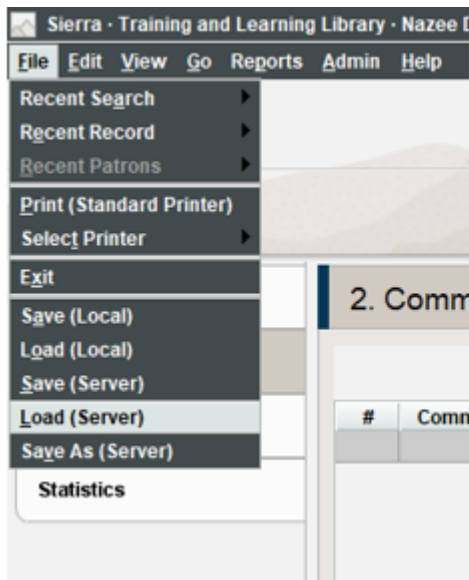 Sierra · Training and Learning Library · Nazee D
File Edit View Go Reports Admin Help
Recent Search
Recent Record
Recent Patrons
Print (Standard Printer)
Select Printer
Exit
Save (Local)
Load (Local)
Save (Server)
Load (Server)
Save As (Server)
Statistics
2. Comm
# Comm